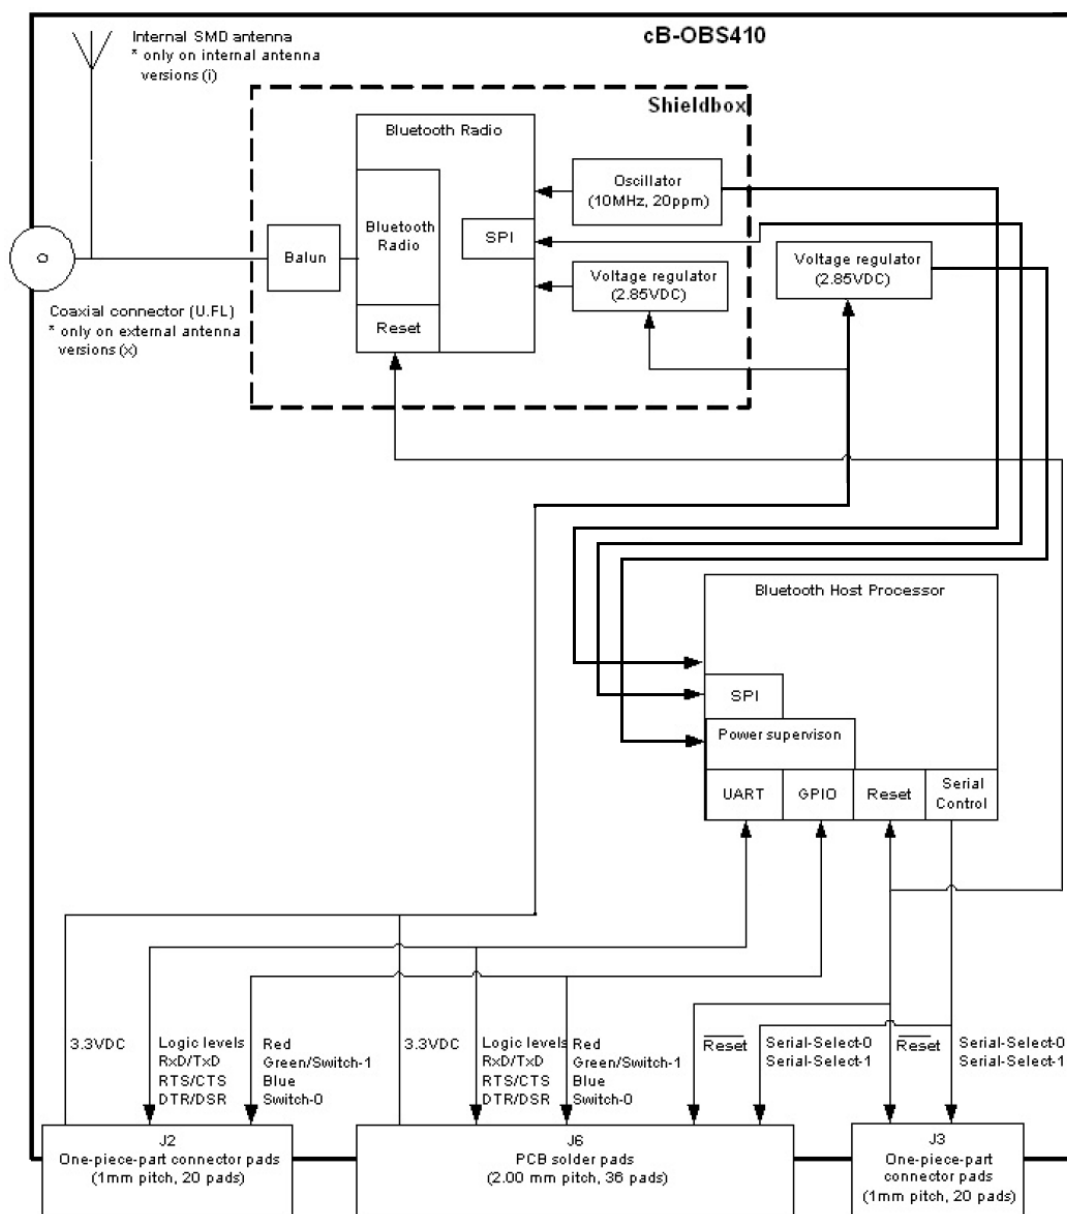 cB-OBS410
Internal SMD antenna
* only on internal antenna
versions (i)
Shieldbox
Bluetooth Radio
Oscillator
(10MHz, 20ppm)
Bluetooth
Radio
SPI
Balun
Voltage regulator
(2.85VDC)
Voltage regulator
(2.85VDC)
Reset
Coaxial connector (U.FL)
* only on external antenna
versions (x)
Bluetooth Host Processor
SPI
Power supervison
UART
GPIO
Reset
Serial
Control
3.3VDC
Logic levels
RxD/TxD
RTS/CTS
DTR/DSR
Red
Green/Switch-1
Blue
Switch-0
3.3VDC
Logic levels
RxD/TxD
RTS/CTS
DTR/DSR
Red
Green/Switch-1
Blue
Switch-0
Reset
Serial-Select-0
Serial-Select-1
Reset
Serial-Select-0
Serial-Select-1
J2
One-piece-part connector pads
(1mm pitch, 20 pads)
J6
PCB solder pads
(2.00 mm pitch, 36 pads)
J3
One-piece-part
connector pads
(1mm pitch, 20 pads)